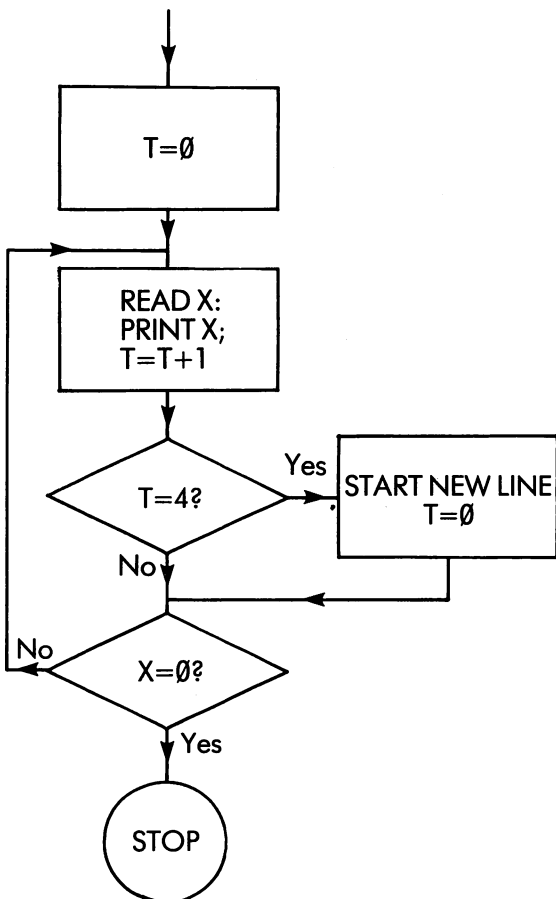 T=Ø
READ X:
PRINT X;
T=T+1
T=4?
Yes
START NEW LINE
T=Ø
No
X=Ø?
No
Yes
STOP